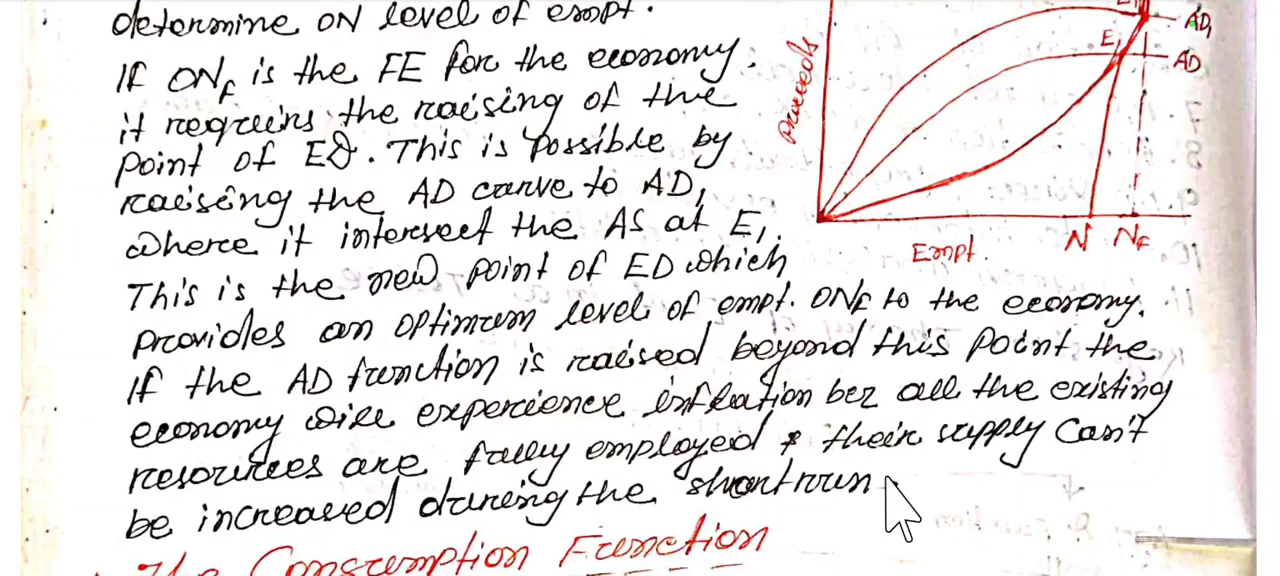 determine ON level of empt.
If ONF is the FE for the economy.
it requires the raising of the
point of ED. This is possible by
raising the AD curve to AD1
where it intersect the AS at E1.
This is the new point of ED which
provides an optimum level of empt. ONF to the economy.
If the AD function is raised beyond this point the
economy will experience inflation bcz all the existing
resources are fully employed & their supply can't
be increased during the short run
The Consumption Function
Proceeds
AD1
E1
AD
N NF
Empt.